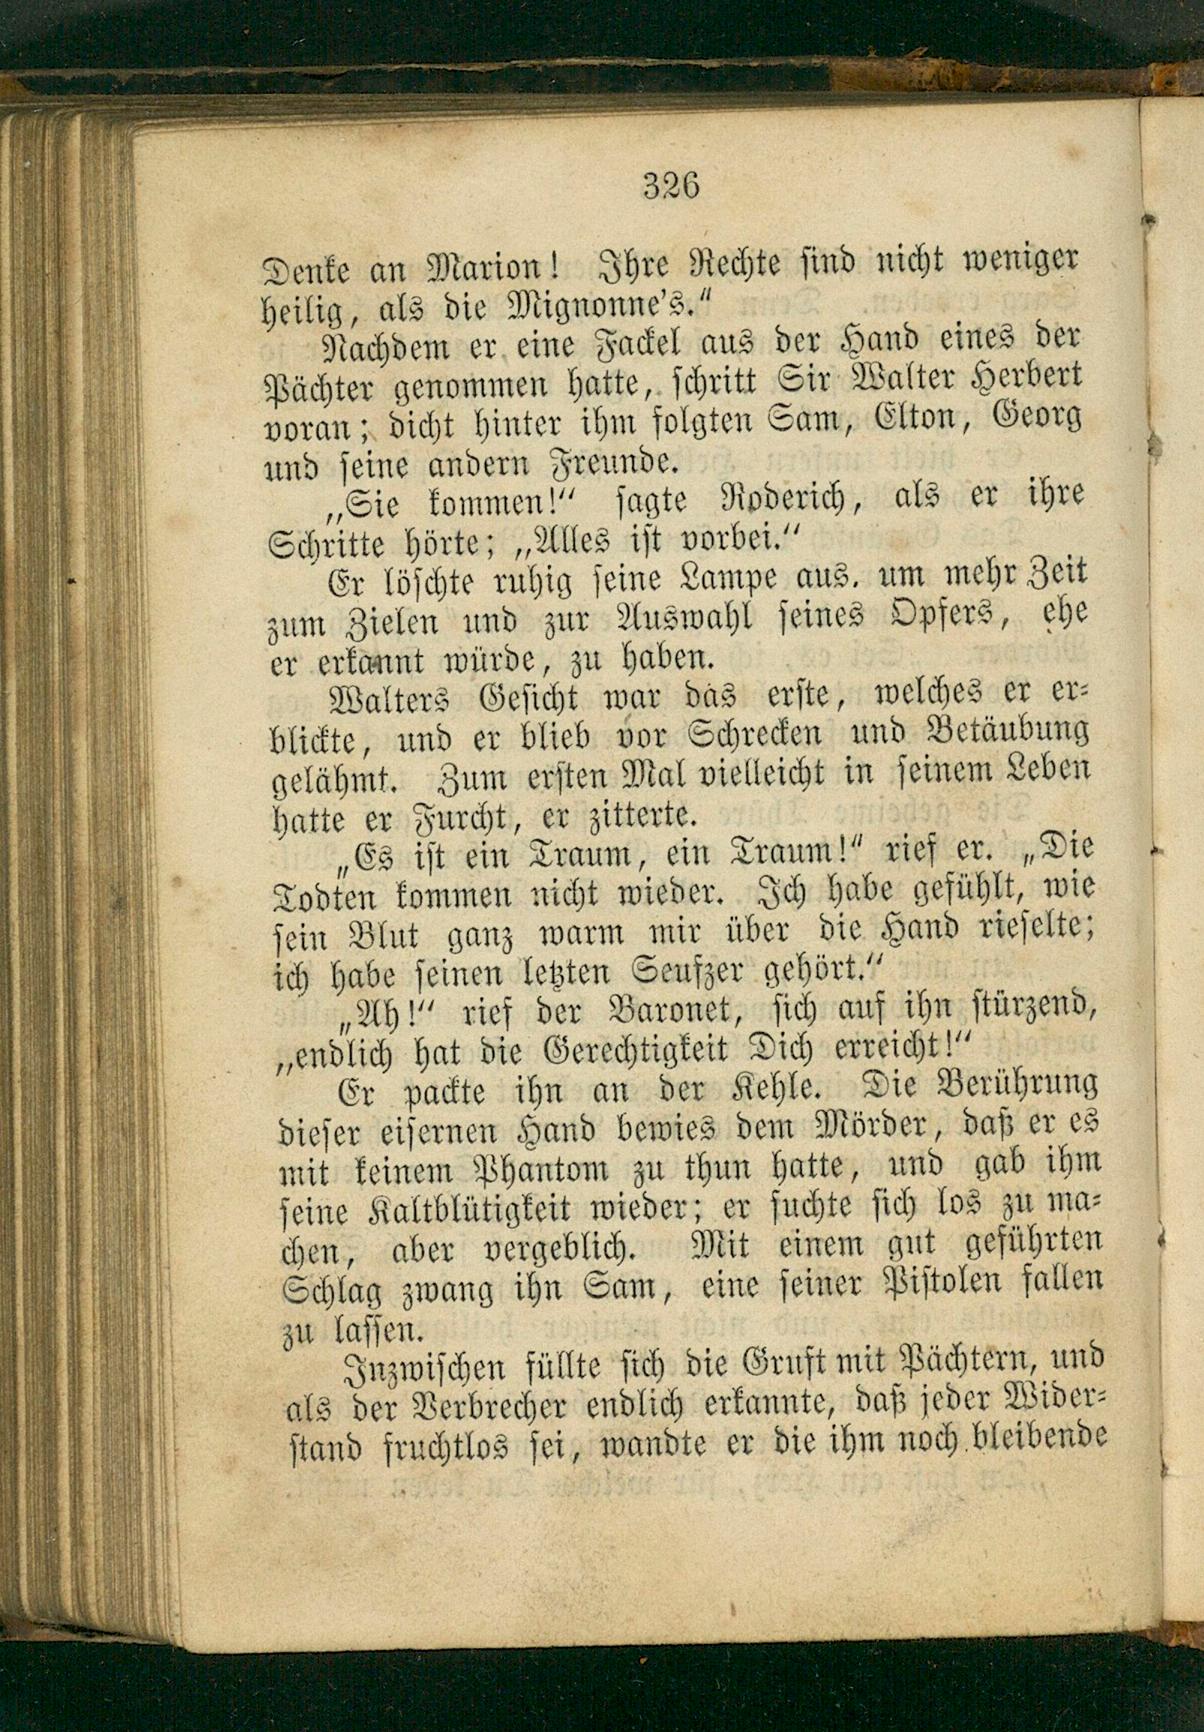 326
Denke an Marion! Ihre Rechte sind nicht weniger
heilig, als die Mignonne's.“
Nachdem er eine Fackel aus der Hand eines der
Pächter genommen hatte, schritt Sir Walter Herbert
voran; dicht hinter ihm folgten Sam, Elton, Georg
und seine andern Freunde.
„Sie kommen!“ sagte Roderich, als er ihre
Schritte hörte; „Alles ist vorbei.“
Er löschte ruhig seine Lampe aus. um mehr Zeit
zum Zielen und zur Auswahl seines Opfers, ehe
er erkannt würde, zu haben.
Walters Gesicht war das erste, welches er er-
blickte, und er blieb vor Schrecken und Betäubung
gelähmt. Zum ersten Mal vielleicht in seinem Leben
hatte er Furcht, er zitterte.
„Es ist ein Traum, ein Traum!“ rief er. „Die
Todten kommen nicht wieder. Ich habe gefühlt, wie
sein Blut ganz warm mir über die Hand rieselte;
ich habe seinen letzten Seufzer gehört.“
„Ah!“ rief der Baronet, sich auf ihn stürzend,
„endlich hat die Gerechtigkeit Dich erreicht!“
Er packte ihn an der Kehle. Die Berührung
dieser eisernen Hand bewies dem Mörder, daß er es
mit keinem Phantom zu thun hatte, und gab ihm
seine Kaltblütigkeit wieder; er suchte sich los zu ma-
chen, aber vergeblich. Mit einem gut geführten
Schlag zwang ihn Sam, eine seiner Pistolen fallen
zu lassen.
Inzwischen füllte sich die Gruft mit Pächtern, und
als der Verbrecher endlich erkannte, daß jeder Wider-
stand fruchtlos sei, wandte er die ihm noch bleibende